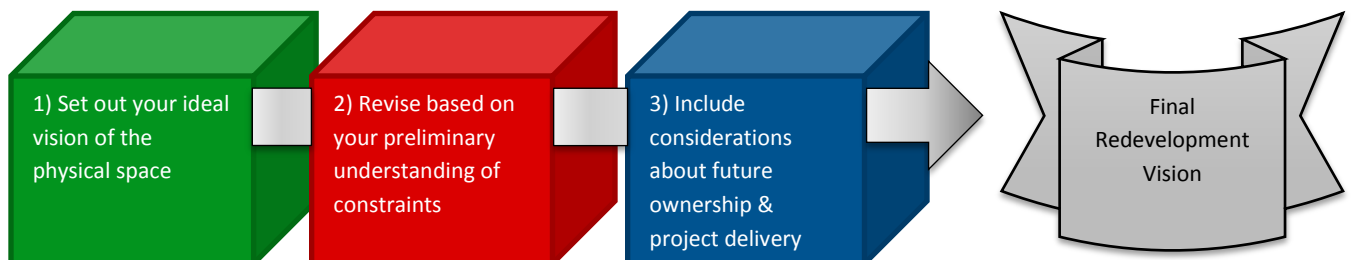 1) Set out your ideal
vision of the
physical space
2) Revise based on
your preliminary
understanding of
constraints
3) Include
considerations
about future
ownership &
project delivery
Final
Redevelopment
Vision